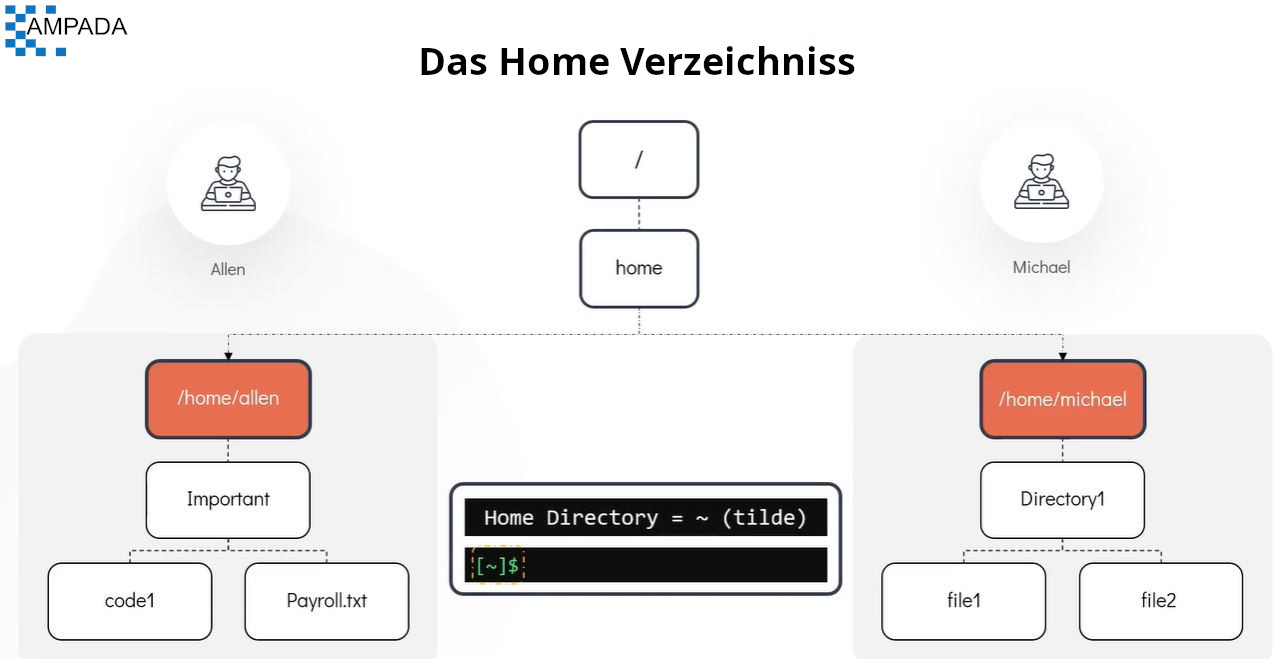 AMPADA
Das Home Verzeichniss
/
home
Allen
Michael
/home/allen
/home/michael
Important
Directory1
Home Directory = ~ (tilde)
[~]$
code1
Payroll.txt
file1
file2